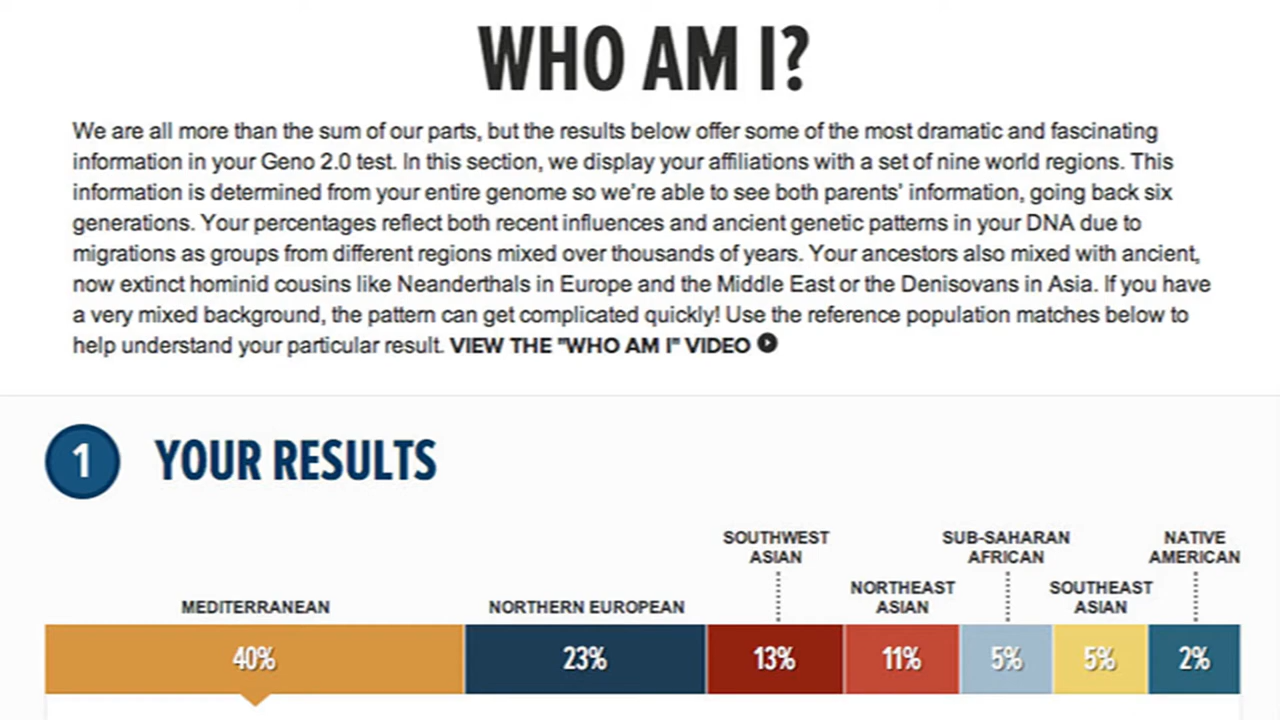 WHO AM I?
We are all more than the sum of our parts, but the results below offer some of the most dramatic and fascinating
information in your Geno 2.0 test. In this section, we display your affiliations with a set of nine world regions. This
information is determined from your entire genome so we're able to see both parents' information, going back six
generations. Your percentages reflect both recent influences and ancient genetic patterns in your DNA due to
migrations as groups from different regions mixed over thousands of years. Your ancestors also mixed with ancient,
now extinct hominid cousins like Neanderthals in Europe and the Middle East or the Denisovans in Asia. If you have
a very mixed background, the pattern can get complicated quickly! Use the reference population matches below to
help understand your particular result. VIEW THE "WHO AM I" VIDEO
1 YOUR RESULTS
MEDITERRANEAN
NORTHERN EUROPEAN
SOUTHWEST
ASIAN
NORTHEAST
ASIAN
SUB-SAHARAN
AFRICAN
SOUTHEAST
ASIAN
NATIVE
AMERICAN
40% 23% 13% 11% 5% 5% 2%